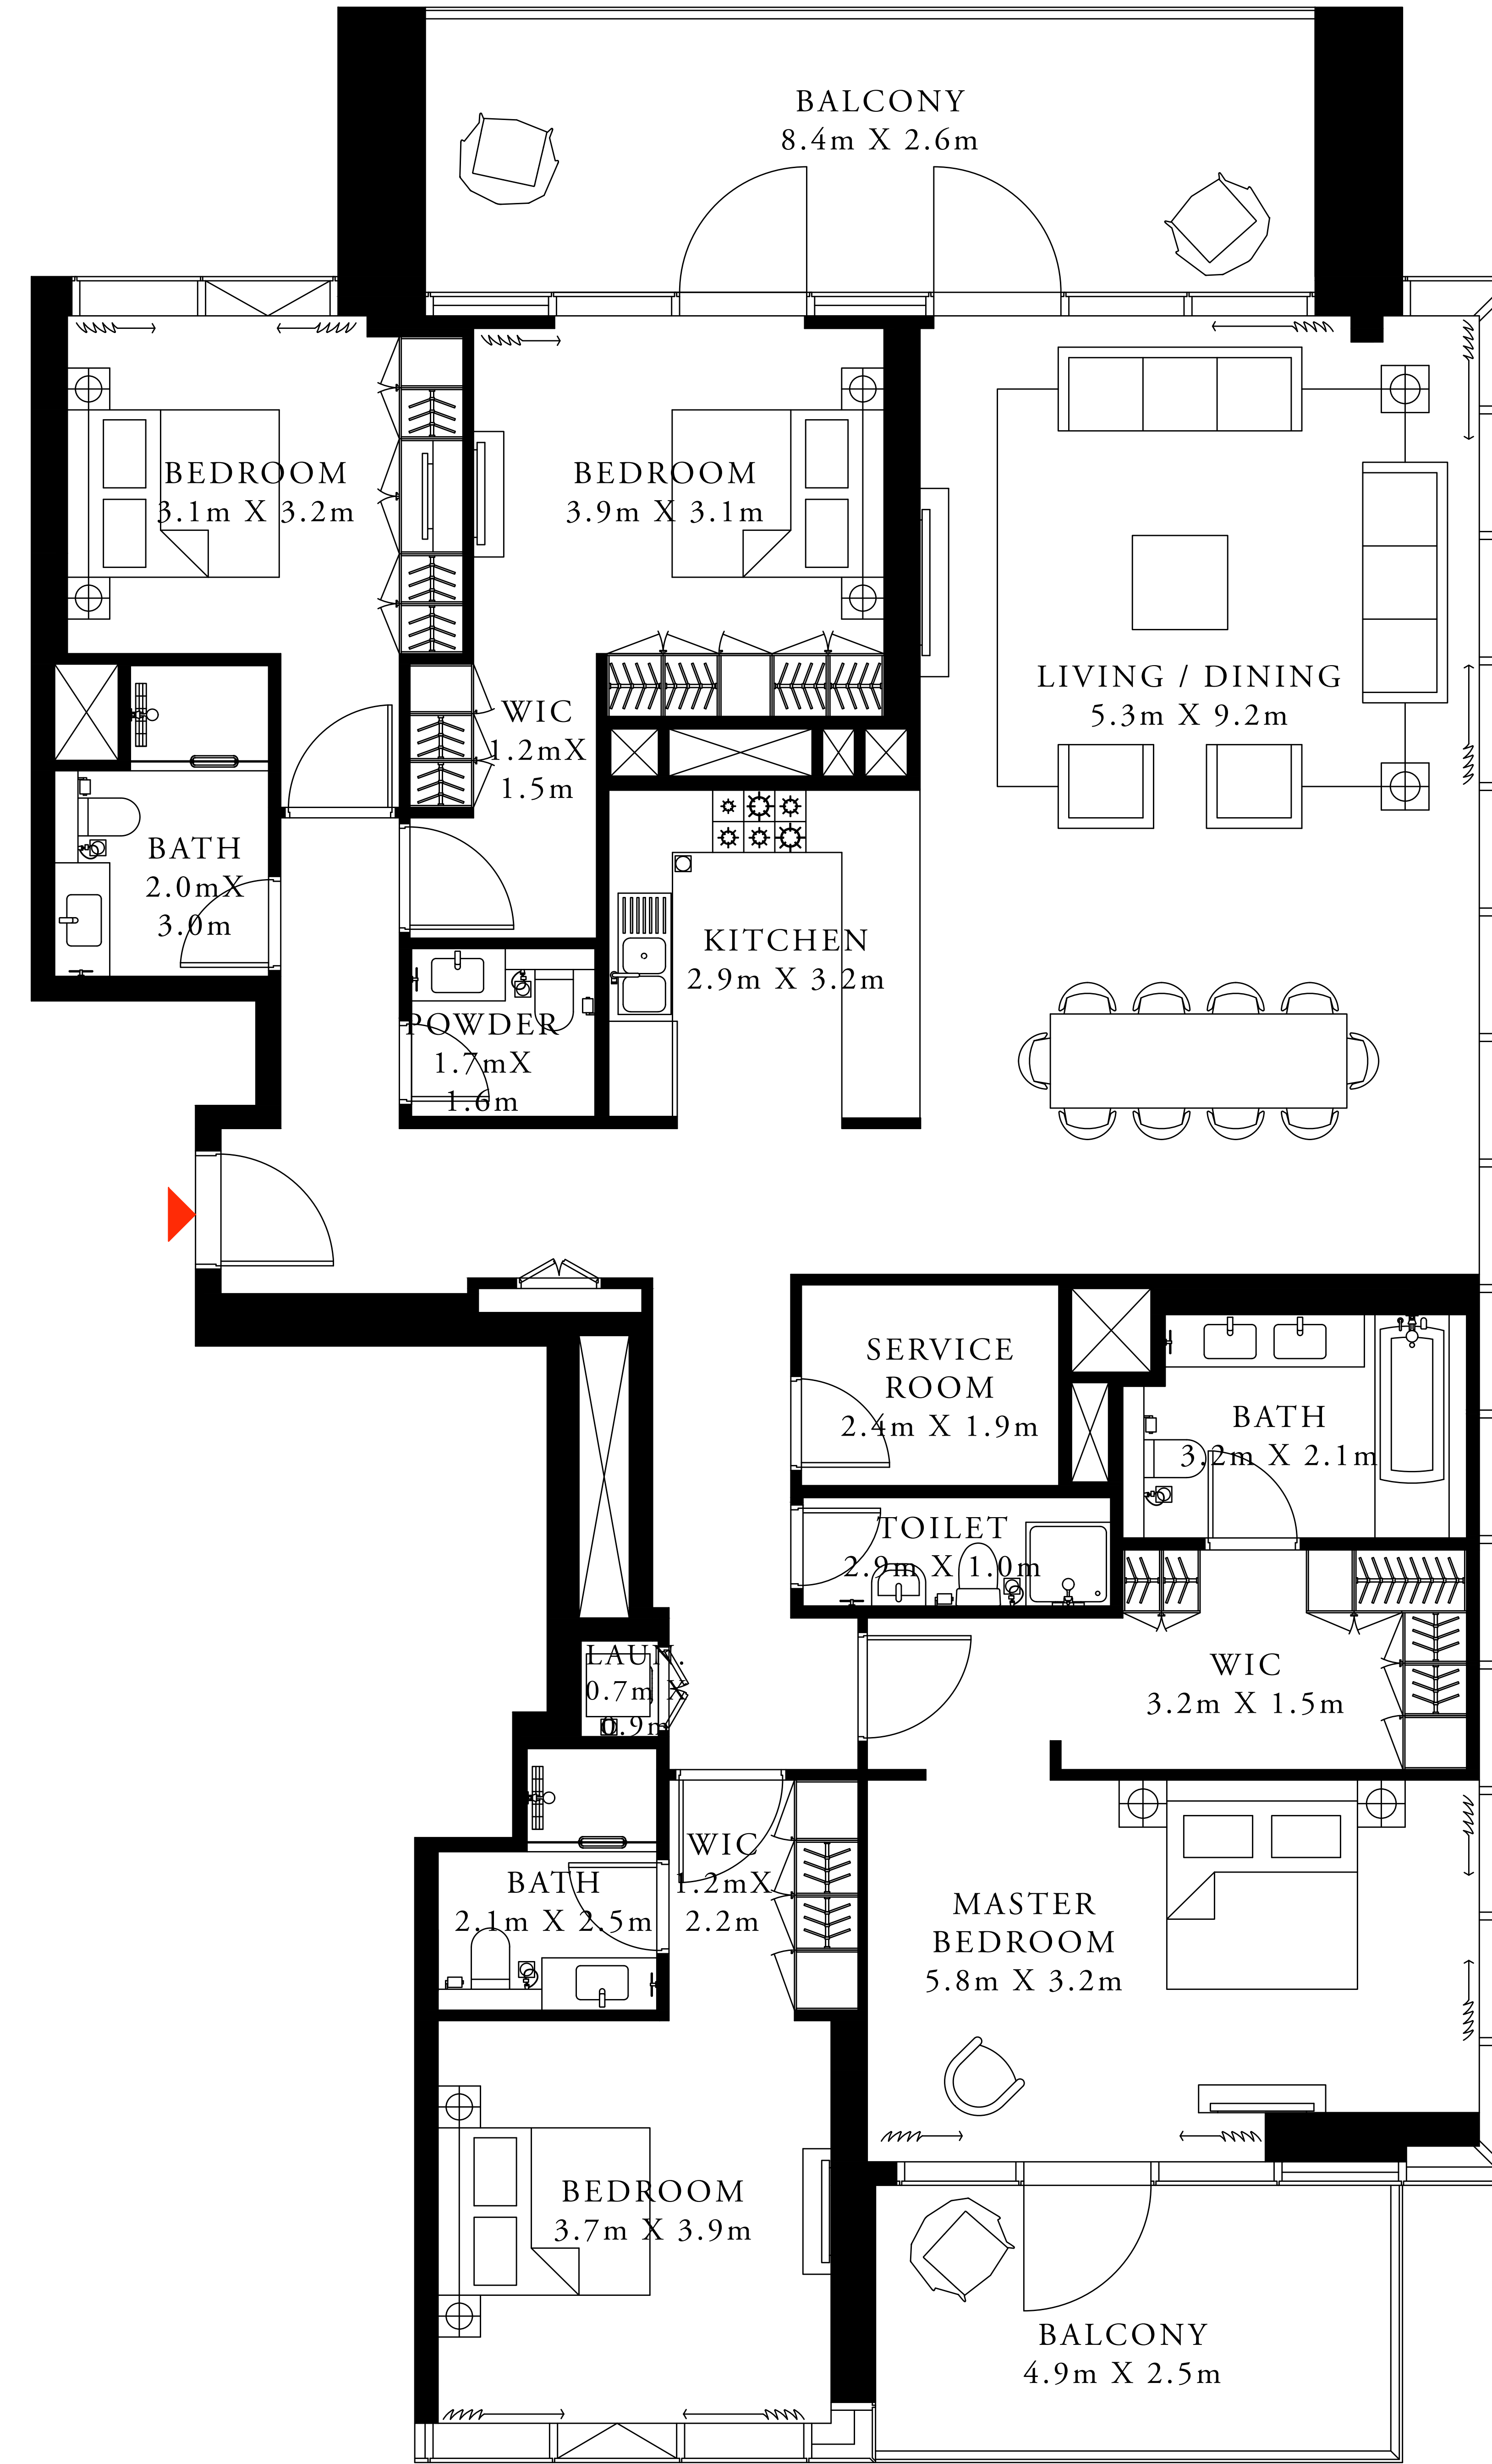 BALCONY
8.4m X 2.6m
BEDROOM
3.1m X 3.2m
BEDROOM
3.9m X 3.1m
LIVING / DINING
5.3m X 9.2m
WIC
1.2mX
1.5m
BATH
2.0mX
3.0m
KITCHEN
2.9m X 3.2m
POWDER
1.7mX
1.6m
SERVICE
ROOM
2.4m X 1.9m
BATH
3.2m X 2.1m
TOILET
2.9m X 1.0m
LAUN.
0.7m X
0.9m
WIC
3.2m X 1.5m
WIC
1.2mX
2.2m
BATH
2.1m X 2.5m
MASTER
BEDROOM
5.8m X 3.2m
BEDROOM
3.7m X 3.9m
BALCONY
4.9m X 2.5m